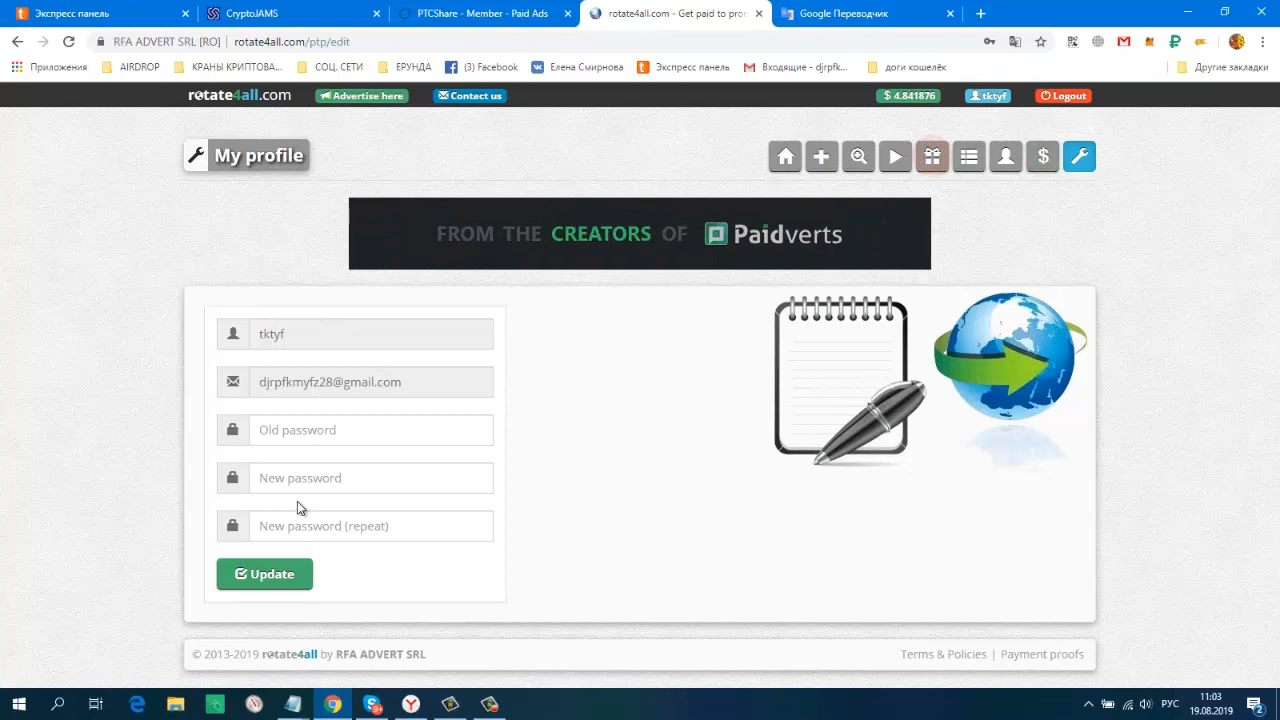 Экспресс панель
CryptoJAMS
PTCShare - Member - Paid Ads
rotate4all.com - Get paid to pro
Google Переводчик
RFA ADVERT SRL [RO] | rotate4all.com/ptp/edit
Приложения
AIRDROP
КРАНЫ КРИПТОВА...
СОЦ. СЕТИ
ЕРУНДА
(3) Facebook
Елена Смирнова
Экспресс панель
Входящие - djrpfk...
доги кошелёк
Другие закладки
rotate4all.com
Advertise here
Contact us
$ 4.841876
tktyf
Logout
My profile
FROM THE CREATORS OF Paidverts
tktyf
djrpfkmyfz28@gmail.com
Old password
New password
New password (repeat)
Update
© 2013-2019 rotate4all by RFA ADVERT SRL
Terms & Policies | Payment proofs
РУС
11:03
19.08.2019